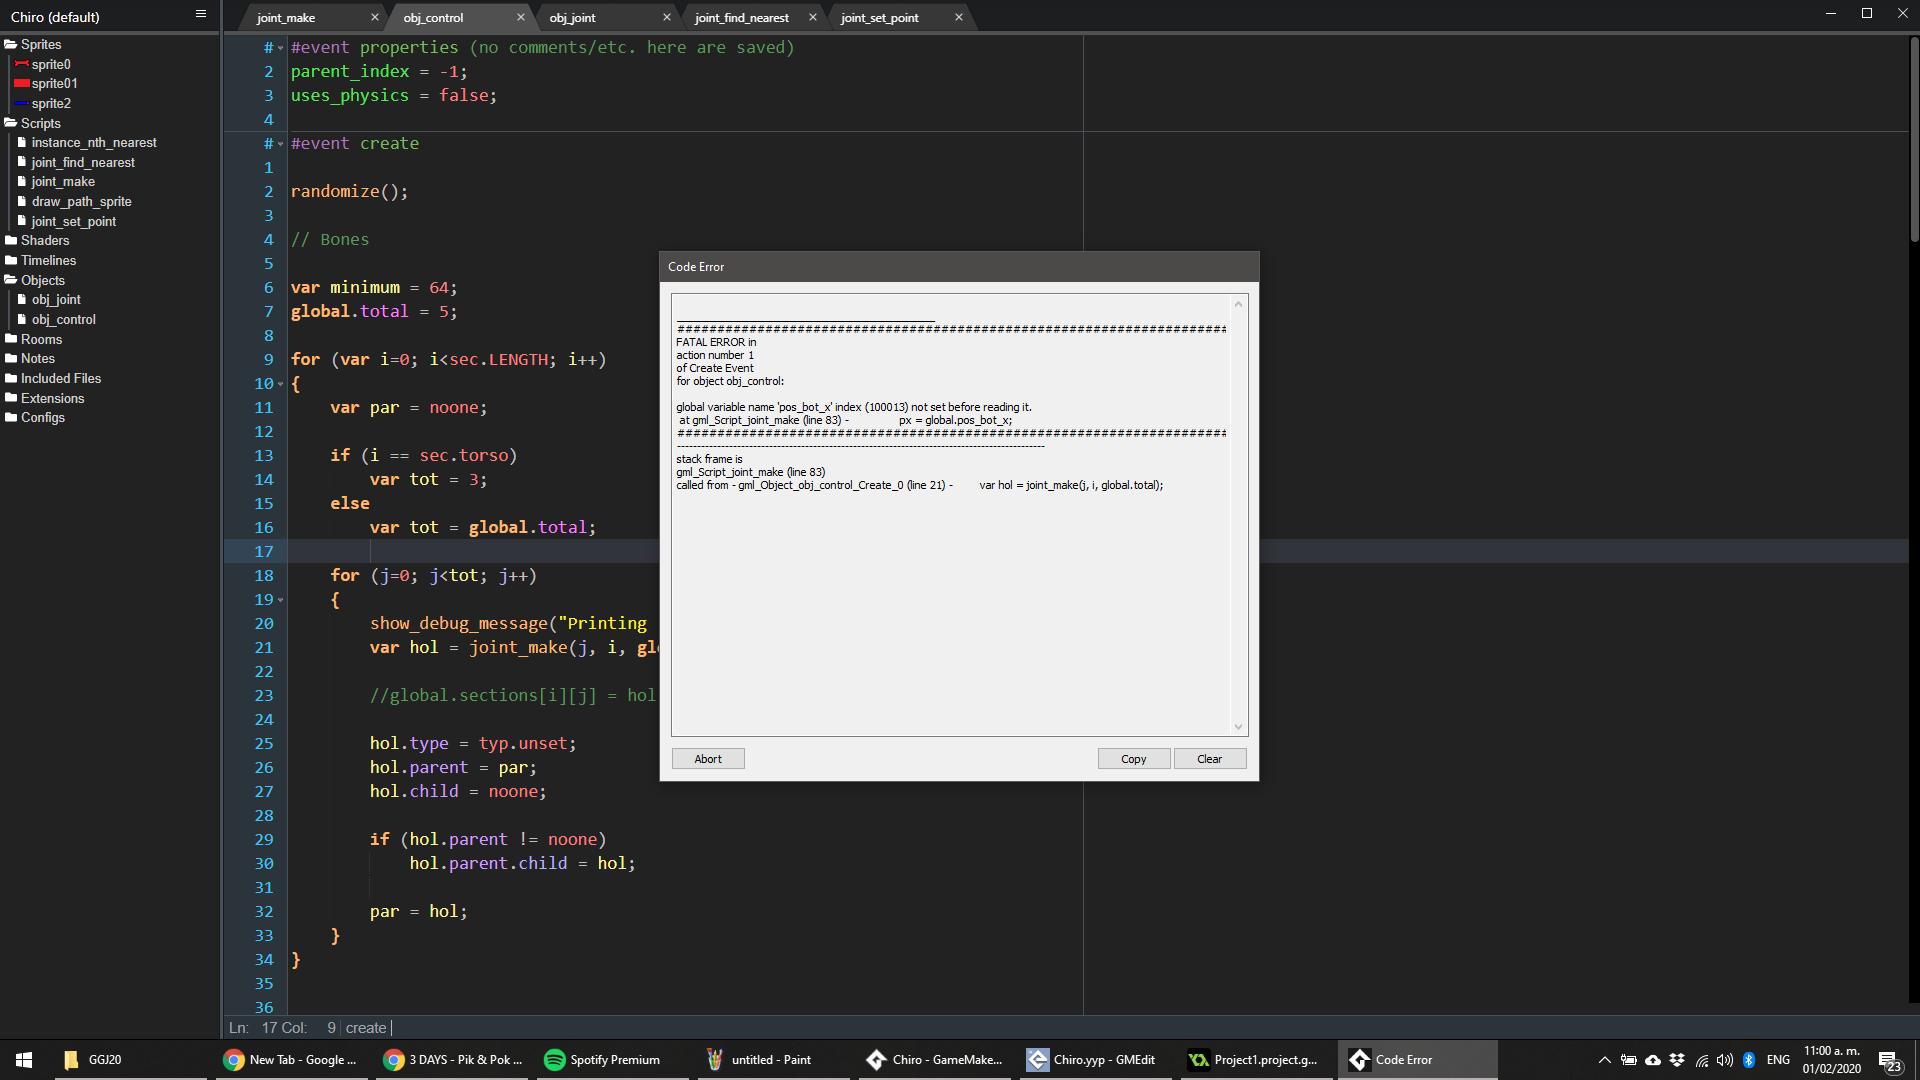 Chiro (default)
Sprites
sprite0
sprite01
sprite2
Scripts
instance_nth_nearest
joint_find_nearest
joint_make
draw_path_sprite
joint_set_point
Shaders
Timelines
Objects
obj_joint
obj_control
Rooms
Notes
Included Files
Extensions
Configs
joint_make × obj_control × obj_joint × joint_find_nearest × joint_set_point ×
# #event properties (no comments/etc. here are saved)
2 parent_index = -1;
3 uses_physics = false;
4
# #event create
1
2 randomize();
3
4 // Bones
5
6 var minimum = 64;
7 global.total = 5;
8
9 for (var i=0; i<sec.LENGTH; i++)
10 {
11 var par = noone;
12
13 if (i == sec.torso)
14 var tot = 3;
15 else
16 var tot = global.total;
17
18 for (j=0; j<tot; j++)
19 {
20 show_debug_message("Printing
21 var hol = joint_make(j, i, gl
22
23 //global.sections[i][j] = hol
24
25 hol.type = typ.unset;
26 hol.parent = par;
27 hol.child = noone;
28
29 if (hol.parent != noone)
30 hol.parent.child = hol;
31
32 par = hol;
33 }
34 }
35
36
Ln: 17 Col: 9 create
Code Error
FATAL ERROR in
action number 1
of Create Event
for object obj_control:
global variable name 'pos_bot_x' index (100013) not set before reading it.
at gml_Script_joint_make (line 83) - px = global.pos_bot_x;
stack frame is
gml_Script_joint_make (line 83)
called from - gml_Object_obj_control_Create_0 (line 21) - var hol = joint_make(j, i, global.total);
Abort Copy Clear
GGJ20 New Tab - Google ... 3 DAYS - Pik & Pok ... Spotify Premium untitled - Paint Chiro - GameMake... Chiro.yyp - GMEdit Project1.project.g... Code Error ENG 11:00 a. m.
01/02/2020 23